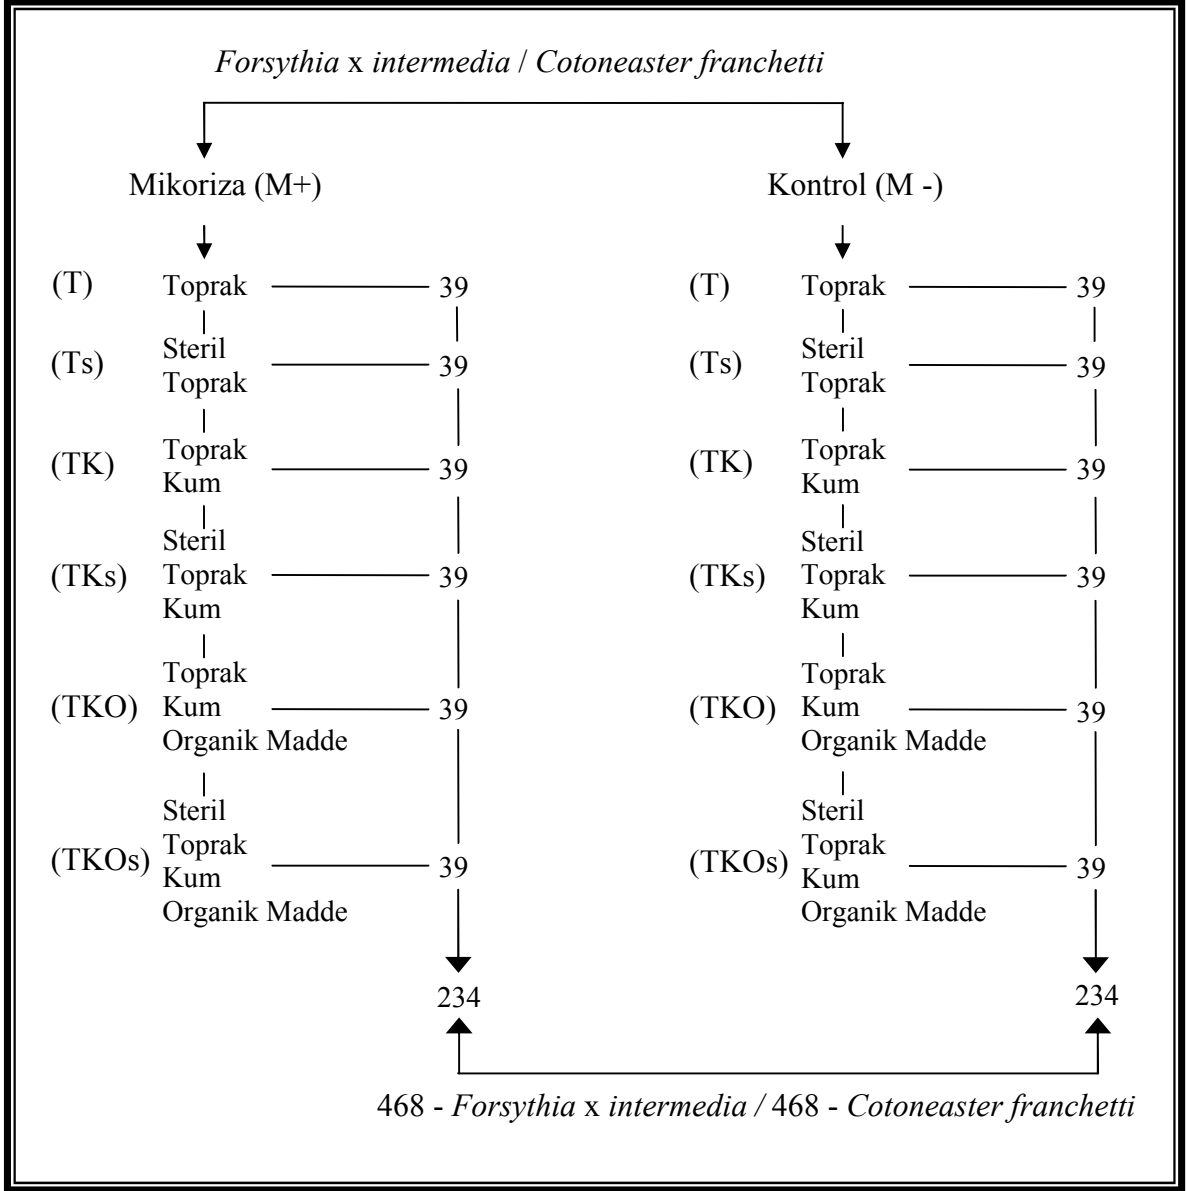 Forsythia x intermedia / Cotoneaster franchetti
Mikoriza (M+)
Kontrol (M -)
(T) Toprak 39
(Ts) Steril
Toprak 39
(TK) Toprak
Kum 39
(TKs) Steril
Toprak 39
Kum
(TKO) Toprak
Kum 39
Organik Madde
(TKOs) Steril
Toprak
Kum 39
Organik Madde
234
(T) Toprak 39
(Ts) Steril
Toprak 39
(TK) Toprak
Kum 39
(TKs) Steril
Toprak 39
Kum
(TKO) Toprak
Kum 39
Organik Madde
(TKOs) Steril
Toprak
Kum 39
Organik Madde
234
468 - Forsythia x intermedia / 468 - Cotoneaster franchetti